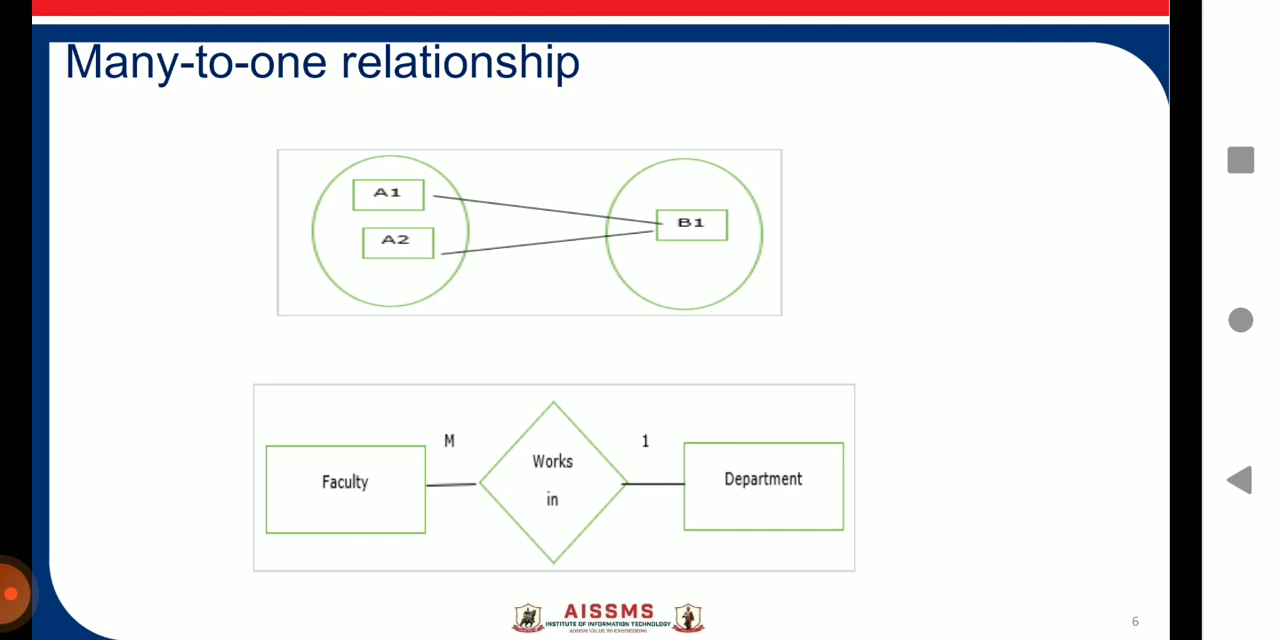 Many-to-one relationship
A1
A2
B1
M
1
Faculty
Works
in
Department
AISSMS
INSTITUTE OF INFORMATION TECHNOLOGY
ADDING VALUE TO ENGINEERING
6